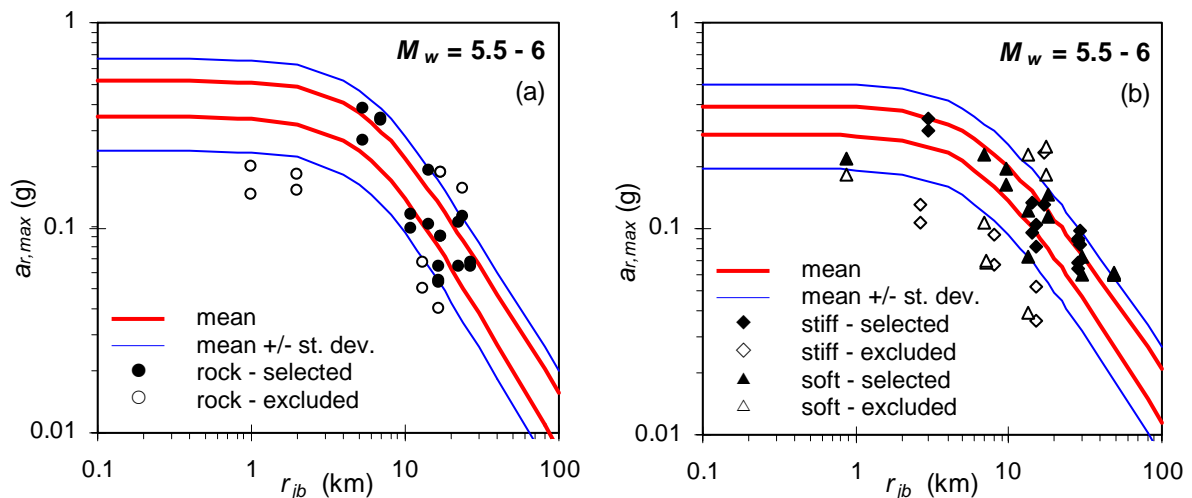 1
M w = 5.5 - 6
(a)
a r,max (g)
0.1
mean
mean +/- st. dev.
rock - selected
rock - excluded
0.01
0.1 1 10 100
r jb (km)
1
M w = 5.5 - 6
(b)
a r,max (g)
0.1
mean
mean +/- st. dev.
stiff - selected
stiff - excluded
soft - selected
soft - excluded
0.01
0.1 1 10 100
r jb (km)